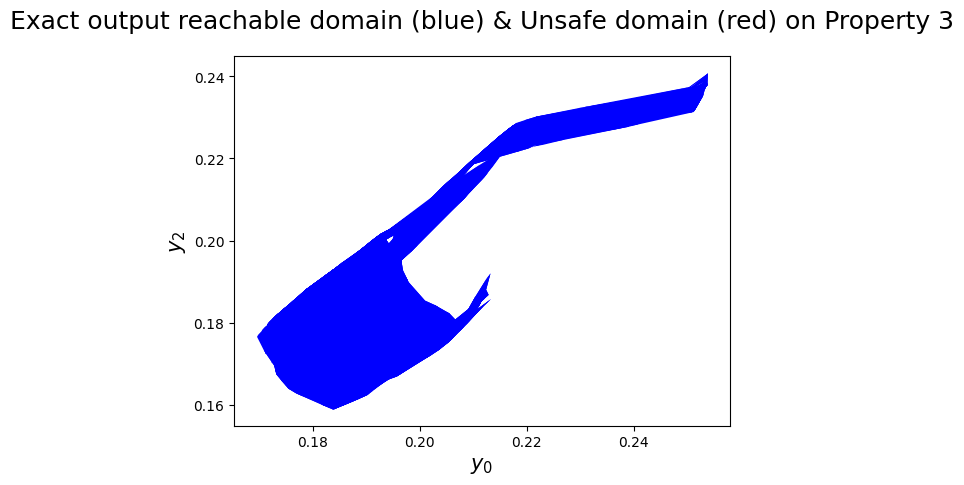 Exact output reachable domain (blue) & Unsafe domain (red) on Property 3
0.24
0.22
0.20
0.18
0.16
y2
0.18 0.20 0.22 0.24
y0